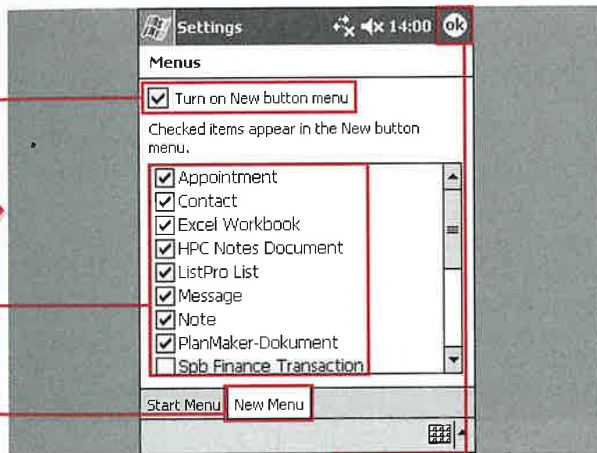 Settings 14:00 ok
Menus
Turn on New button menu
Checked items appear in the New button
menu.
Appointment
Contact
Excel Workbook
HPC Notes Document
ListPro List
Message
Note
PlanMaker-Dokument
Spb Finance Transaction
Start Menu New Menu